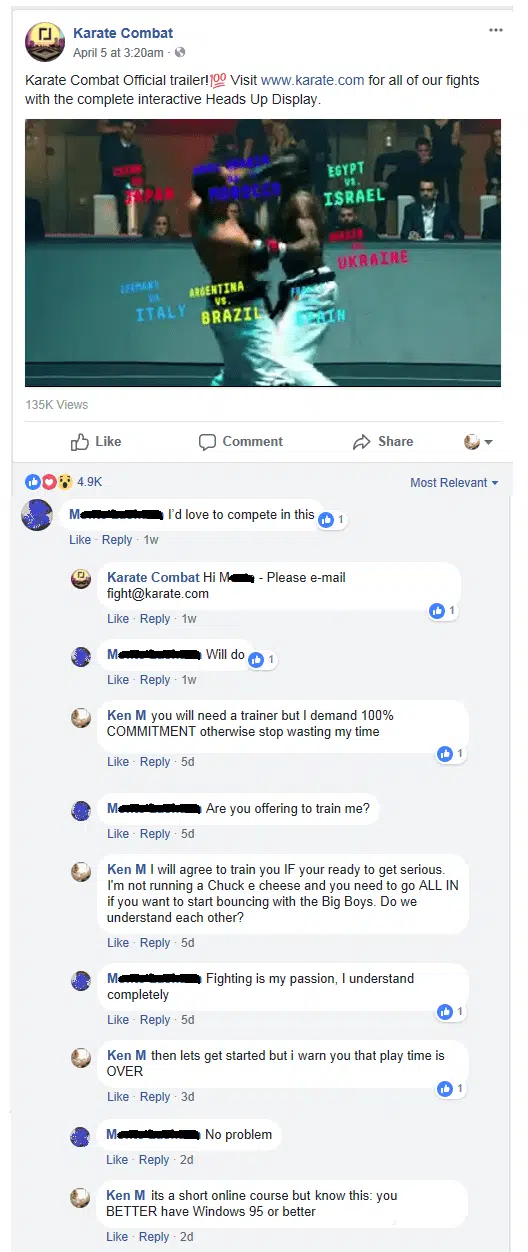 Karate Combat
April 5 at 3:20am ·
Karate Combat Official trailer!💯 Visit www.karate.com for all of our fights
with the complete interactive Heads Up Display.
VS.
JAPAN
MOROCCO
EGYPT
VS.
ISRAEL
UKRAINE
GERMANY
VS.
ITALY
ARGENTINA
VS.
BRAZIL
SPAIN
135K Views
Like Comment Share
4.9K Most Relevant
M I'd love to compete in this 1
Like · Reply · 1w
Karate Combat Hi M - Please e-mail
fight@karate.com
1
Like · Reply · 1w
M Will do 1
Like · Reply · 1w
Ken M you will need a trainer but I demand 100%
COMMITMENT otherwise stop wasting my time
1
Like · Reply · 5d
M Are you offering to train me?
Like · Reply · 5d
Ken M I will agree to train you IF your ready to get serious.
I'm not running a Chuck e cheese and you need to go ALL IN
if you want to start bouncing with the Big Boys. Do we
understand each other?
Like · Reply · 5d
M Fighting is my passion, I understand
completely
1
Like · Reply · 5d
Ken M then lets get started but i warn you that play time is
OVER
1
Like · Reply · 3d
M No problem
Like · Reply · 2d
Ken M its a short online course but know this: you
BETTER have Windows 95 or better
Like · Reply · 2d